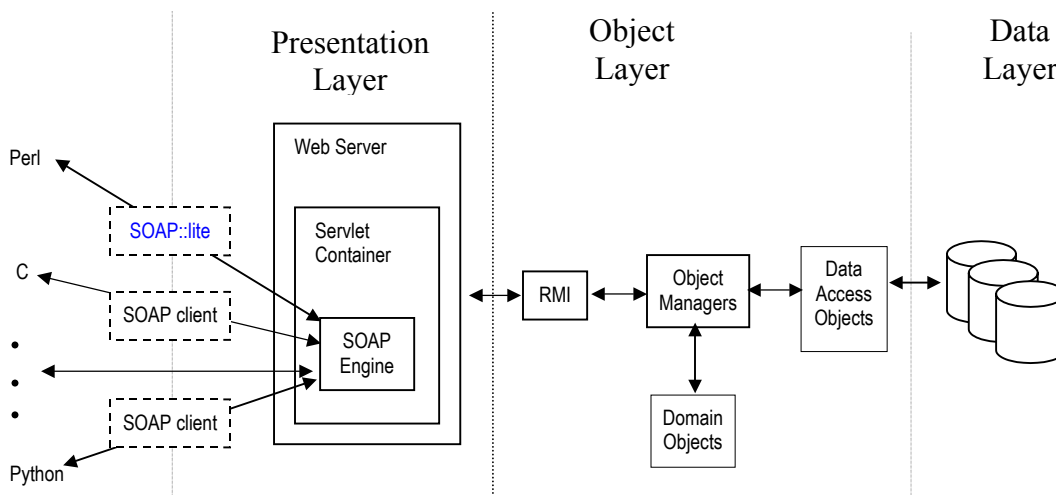 Presentation
Layer
Object
Layer
Data
Layer
Web Server
Perl
SOAP::lite
Servlet
Container
C
SOAP client
SOAP
Engine
SOAP client
Python
RMI
Object
Managers
Data
Access
Objects
Domain
Objects